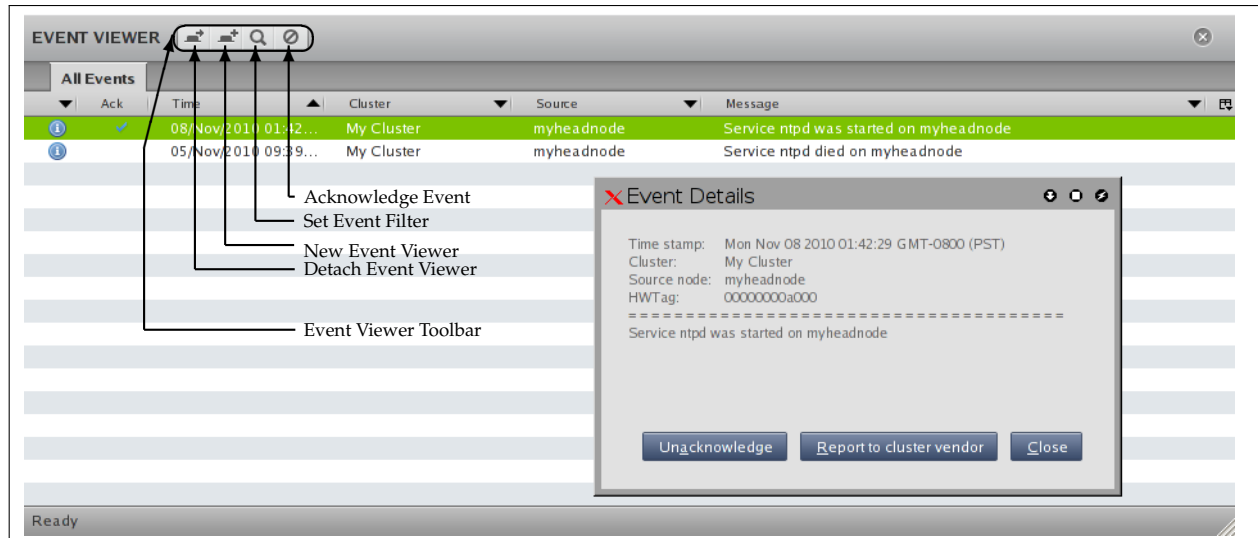 EVENT VIEWER
All Events
Ack Time Cluster Source Message
08/Nov/2010 01:42... My Cluster myheadnode Service ntpd was started on myheadnode
05/Nov/2010 09:39... My Cluster myheadnode Service ntpd died on myheadnode
Acknowledge Event
Set Event Filter
New Event Viewer
Detach Event Viewer
Event Viewer Toolbar
Event Details
Time stamp: Mon Nov 08 2010 01:42:29 GMT-0800 (PST)
Cluster: My Cluster
Source node: myheadnode
HWTag: 00000000a000
= = = = = = = = = = = = = = = = = = = = = = = = = = = = = = = = = = = = = =
Service ntpd was started on myheadnode
Unacknowledge Report to cluster vendor Close
Ready